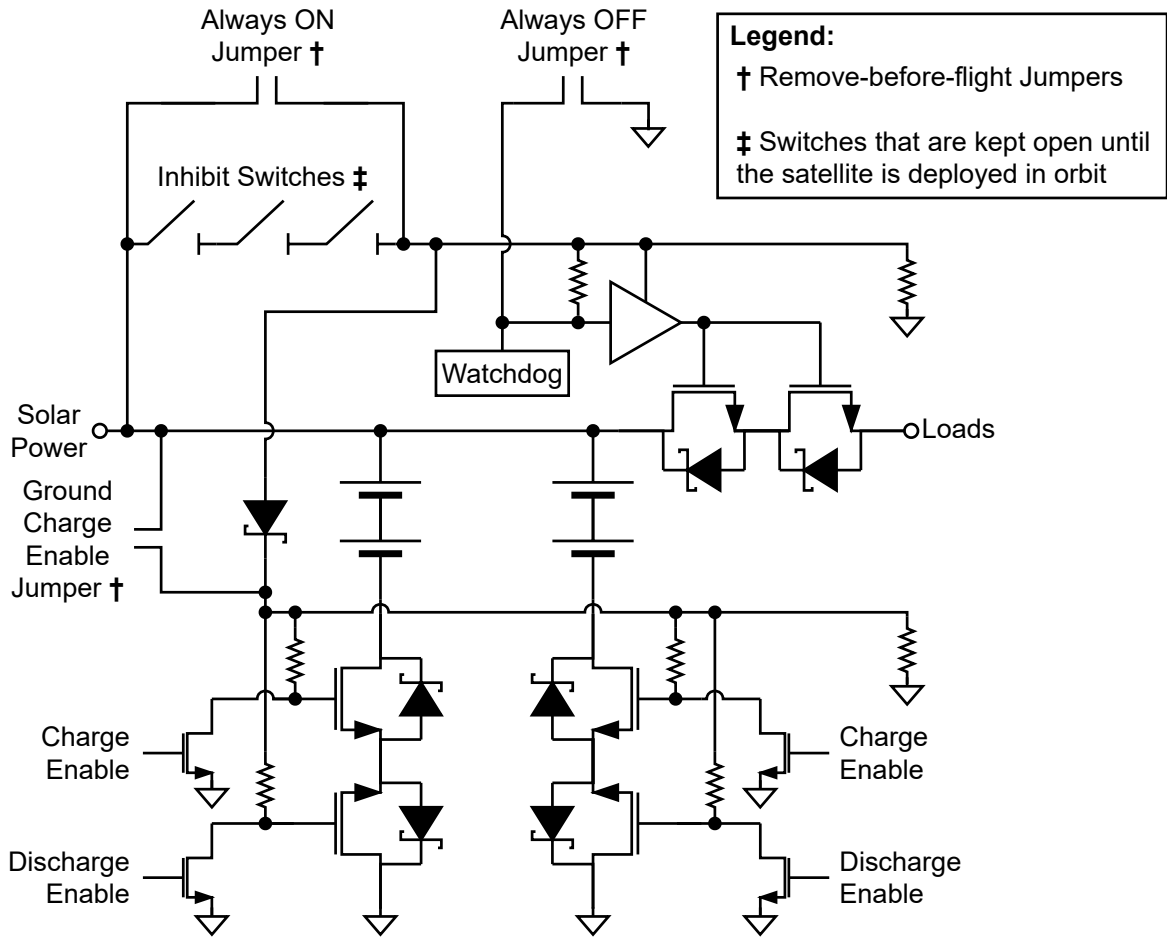 Always ON
Jumper †
Always OFF
Jumper †
Legend:
† Remove-before-flight Jumpers
‡ Switches that are kept open until
the satellite is deployed in orbit
Inhibit Switches ‡
Watchdog
Solar
Power
Loads
Ground
Charge
Enable
Jumper †
Charge
Enable
Charge
Enable
Discharge
Enable
Discharge
Enable